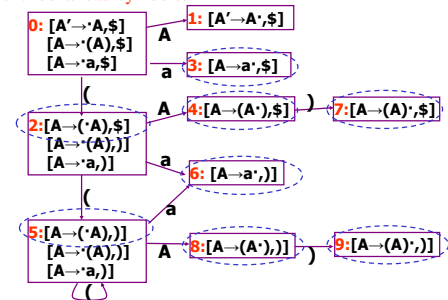 0: [A′→·A,$]
[A→·(A),$]
[A→·a,$]
A
1: [A′→A·,$]
a
3: [A→a·,$]
(
2:[A→(·A),$]
[A→·(A),)]
[A→·a,)]
A
4:[A→(A·),$]
)
7:[A→(A)·,$]
a
6: [A→a·,)]
(
a
5:[A→(·A),)]
[A→·(A),)]
[A→·a,)]
A
8:[A→(A·),)]
)
9:[A→(A)·,)]
(